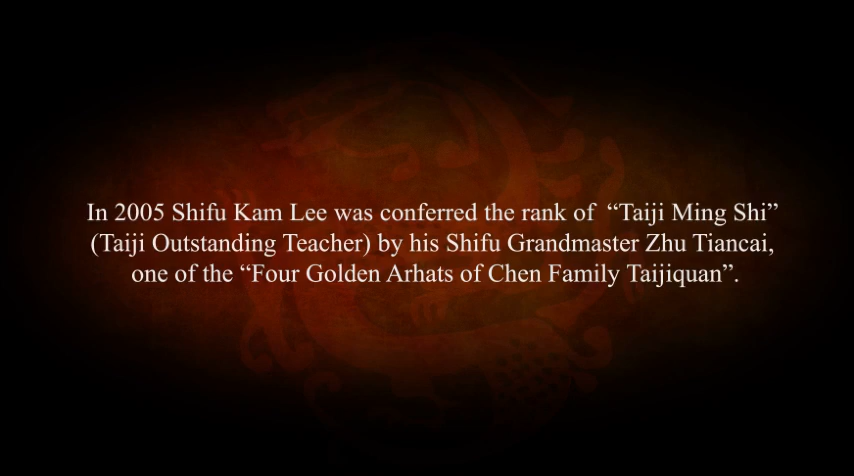 In 2005 Shifu Kam Lee was conferred the rank of “Taiji Ming Shi”
(Taiji Outstanding Teacher) by his Shifu Grandmaster Zhu Tiancai,
one of the “Four Golden Arhats of Chen Family Taijiquan”.